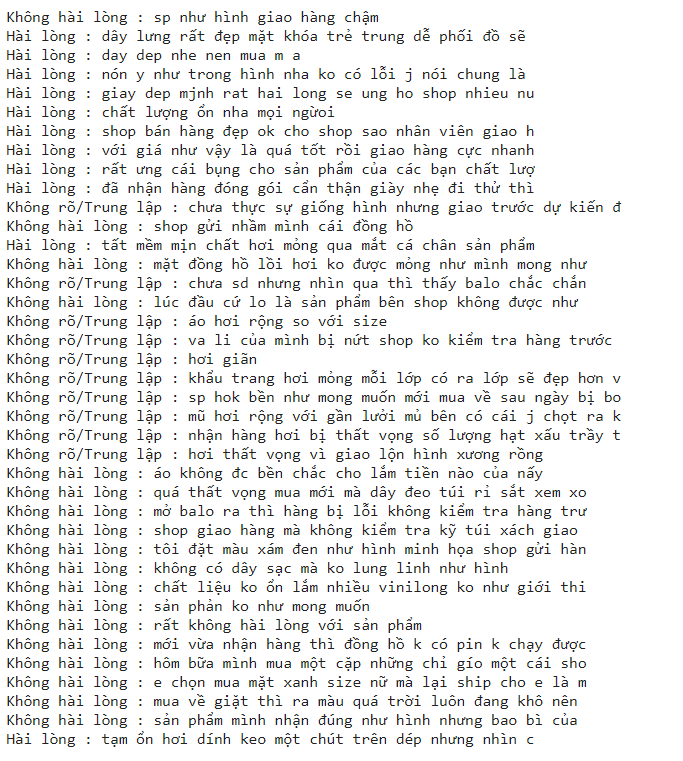 Không hài lòng : sp như hình giao hàng chậm
Hài lòng : dây lưng rất đẹp mặt khóa trẻ trung dễ phối đồ sẽ
Hài lòng : day dep nhe nen mua m a
Hài lòng : nón y như trong hình nha ko có lỗi j nói chung là
Hài lòng : giay dep mjnh rat hai long se ung ho shop nhieu nu
Hài lòng : chất lượng ổn nha mọi ngừoi
Hài lòng : shop bán hàng đẹp ok cho shop sao nhân viên giao h
Hài lòng : với giá như vậy là quá tốt rồi giao hàng cực nhanh
Hài lòng : rất ưng cái bụng cho sản phẩm của các bạn chất lượ
Hài lòng : đã nhận hàng đóng gói cẩn thận giày nhẹ đi thử thì
Không rõ/Trung lập : chưa thực sự giống hình nhưng giao trước dự kiến đ
Không hài lòng : shop gửi nhầm mình cái đồng hồ
Hài lòng : tất mềm mịn chất hơi mỏng qua mắt cá chân sản phẩm
Không hài lòng : mặt đồng hồ lồi hơi ko được mỏng như mình mong như
Không rõ/Trung lập : chưa sd nhưng nhìn qua thì thấy balo chắc chắn
Không hài lòng : lúc đầu cứ lo là sản phẩm bên shop không được như
Không rõ/Trung lập : áo hơi rộng so với size
Không rõ/Trung lập : va li của mình bị nứt shop ko kiểm tra hàng trước
Không rõ/Trung lập : hơi giãn
Không rõ/Trung lập : khẩu trang hơi mỏng mỗi lớp có ra lớp sẽ đẹp hơn v
Không rõ/Trung lập : sp hok bền như mong muốn mới mua về sau ngày bị bo
Không rõ/Trung lập : mũ hơi rộng với gần lưởi mủ bên có cái j chọt ra k
Không rõ/Trung lập : nhận hàng hơi bị thất vọng số lượng hạt xấu trầy t
Không rõ/Trung lập : hơi thất vọng vì giao lộn hình xương rồng
Không hài lòng : áo không đc bền chắc cho lắm tiền nào của nấy
Không hài lòng : quá thất vọng mua mới mà dây đeo túi rỉ sắt xem xo
Không hài lòng : mở balo ra thì hàng bị lỗi không kiểm tra hàng trư
Không hài lòng : shop giao hàng mà không kiểm tra kỹ túi xách giao
Không hài lòng : tôi đặt màu xám đen như hình minh họa shop gửi hàn
Không hài lòng : không có dây sạc mà ko lung linh như hình
Không hài lòng : chất liệu ko ổn lắm nhiều vinilong ko như giới thi
Không hài lòng : sản phản ko như mong muốn
Không hài lòng : rất không hài lòng với sản phẩm
Không hài lòng : mới vừa nhận hàng thì đồng hồ k có pin k chạy được
Không hài lòng : hôm bữa mình mua một cặp những chỉ gío một cái sho
Không hài lòng : e chọn mua mặt xanh size nữ mà lại ship cho e là m
Không hài lòng : mua về giặt thì ra màu quá trời luôn đang khô nên
Không hài lòng : sản phẩm mình nhận đúng như hình nhưng bao bì của
Hài lòng : tạm ổn hơi dính keo một chút trên dép nhưng nhìn c